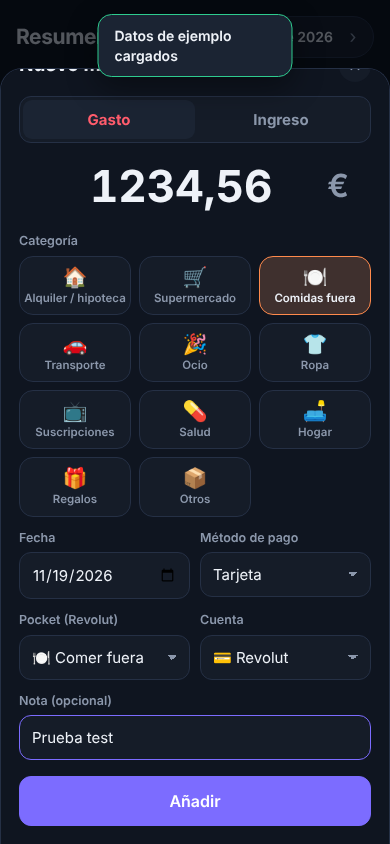 Resume
Datos de ejemplo
cargados
2026
Gasto
Ingreso
1234,56 €
Categoría
Alquiler / hipoteca
Supermercado
Comidas fuera
Transporte
Ocio
Ropa
Suscripciones
Salud
Hogar
Regalos
Otros
Fecha
Método de pago
11/19/2026
Tarjeta
Pocket (Revolut)
Cuenta
Comer fuera
Revolut
Nota (opcional)
Prueba test
Añadir